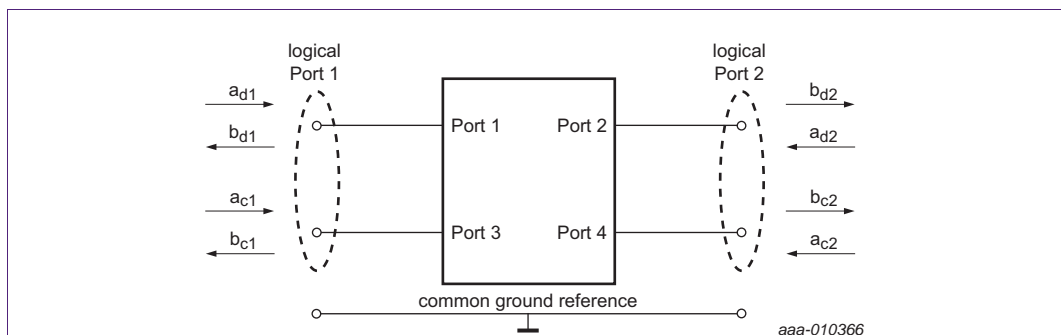 logical
Port 1
logical
Port 2
a_d1
b_d1
a_c1
b_c1
Port 1 Port 2
Port 3 Port 4
b_d2
a_d2
b_c2
a_c2
common ground reference
aaa-010366